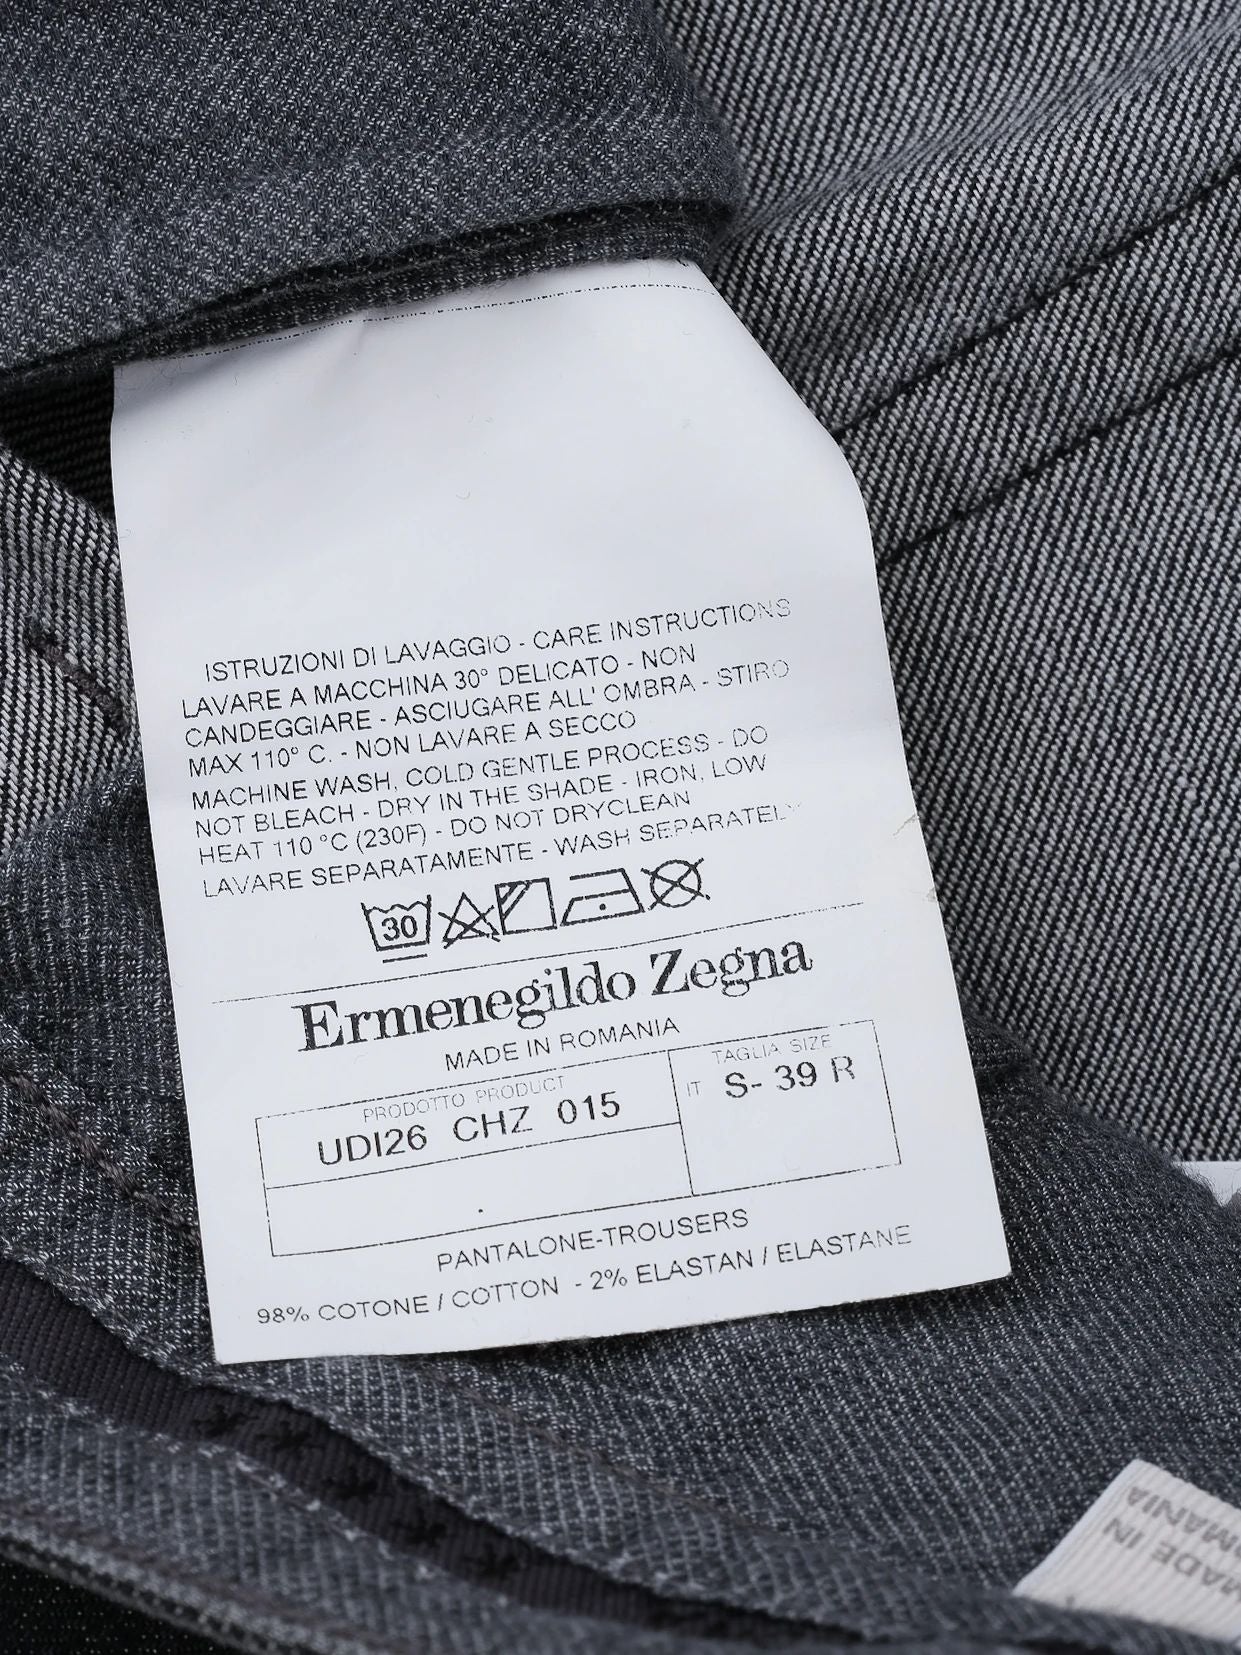 ISTRUZIONI DI LAVAGGIO - CARE INSTRUCTIONS
LAVARE A MACCHINA 30° DELICATO - NON
CANDEGGIARE - ASCIUGARE ALL' OMBRA - STIRO
MAX 110° C. - NON LAVARE A SECCO
MACHINE WASH, COLD GENTLE PROCESS - DO
NOT BLEACH - DRY IN THE SHADE - IRON, LOW
HEAT 110 °C (230F) - DO NOT DRYCLEAN
LAVARE SEPARATAMENTE - WASH SEPARATELY
30
Ermenegildo Zegna
MADE IN ROMANIA
PRODOTTO PRODUCT
UDI26 CHZ 015
TAGLIA SIZE
IT S- 39 R
PANTALONE-TROUSERS
98% COTONE / COTTON - 2% ELASTAN / ELASTANE
MADE IN
ROMANIA